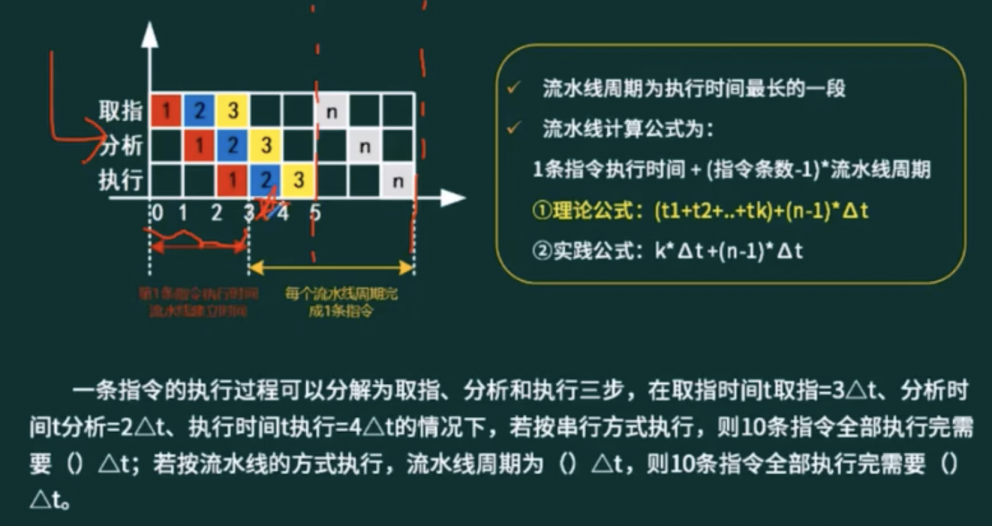 取指 1 2 3 n
分析 1 2 3 n
执行 1 2 3 n
0 1 2 3 4 5
第1条指令执行时间
流水线建立时间
每个流水线周期完
成1条指令
✓ 流水线周期为执行时间最长的一段
✓ 流水线计算公式为：
1条指令执行时间 + (指令条数-1)*流水线周期
①理论公式：(t1+t2+..+tk)+(n-1)*Δt
②实践公式：k*Δt+(n-1)*Δt
一条指令的执行过程可以分解为取指、分析和执行三步，在取指时间t取指=3△t、分析时
间t分析=2△t、执行时间t执行=4△t的情况下，若按串行方式执行，则10条指令全部执行完需
要（）△t；若按流水线的方式执行，流水线周期为（）△t，则10条指令全部执行完需要（）
△t。